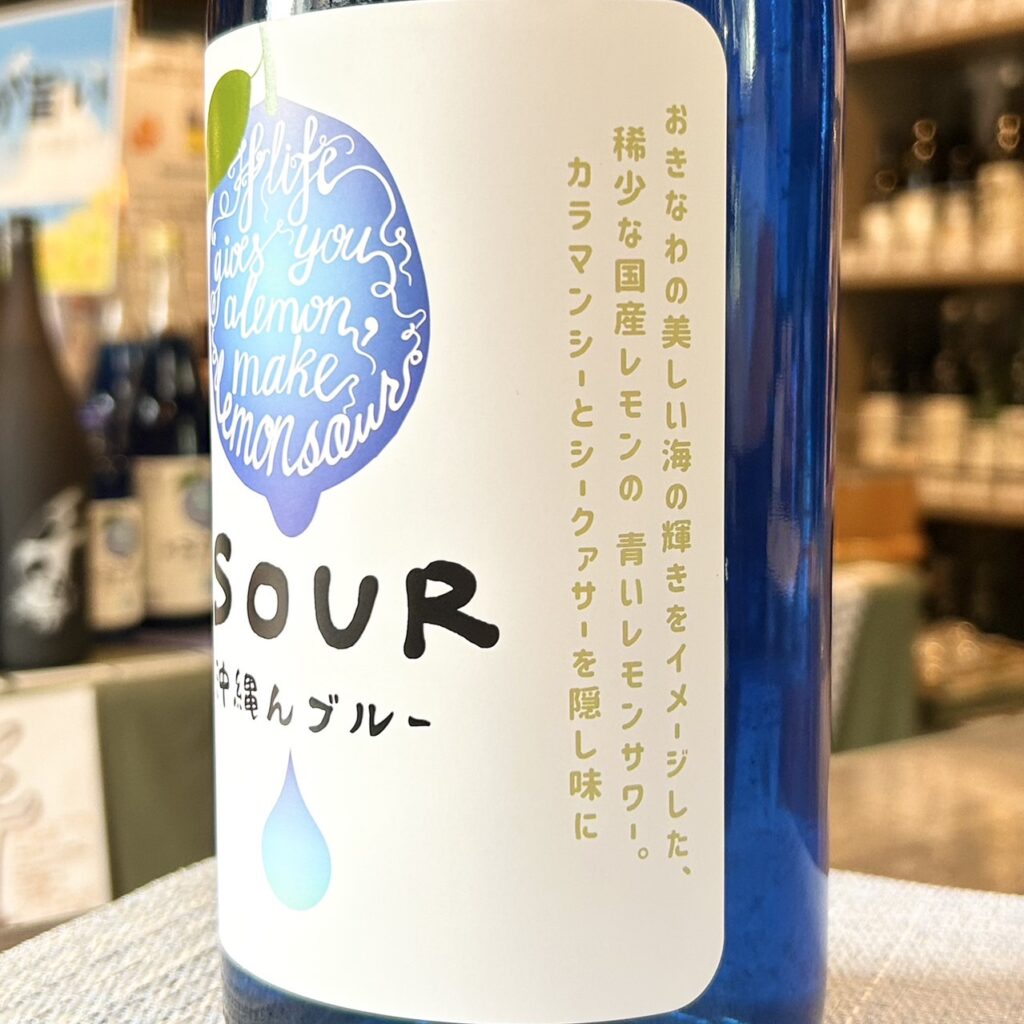 If life
gives you
a lemon,
make
lemonsour
SOUR
沖縄んブルー
おきなわの美しい海の輝きをイメージした、
稀少な国産レモンの 青いレモンサワー。
カラマンシーとシークァサーを隠し味に